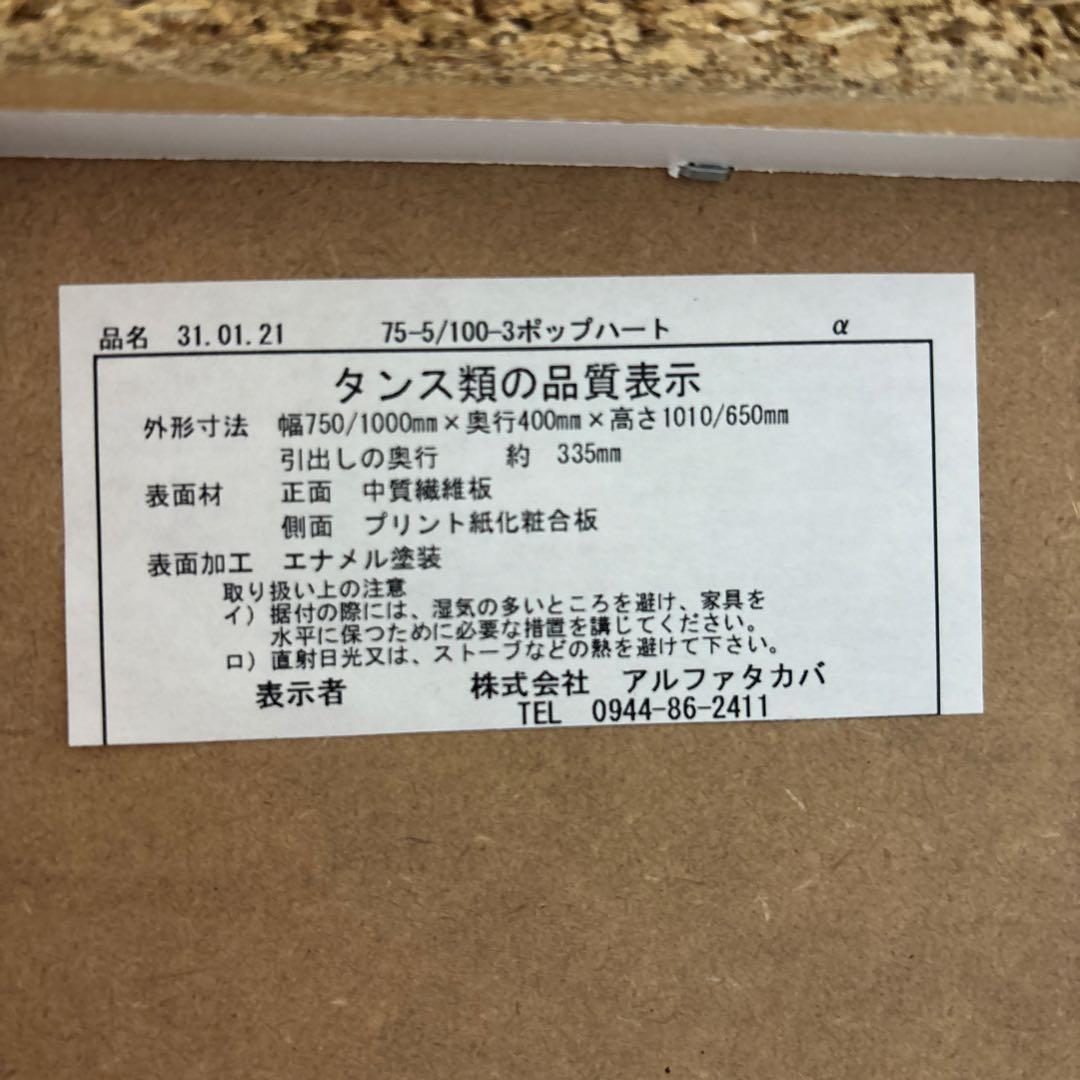 品名 31.01.21 75-5/100-3ポップハート α
タンス類の品質表示
外形寸法 幅750/1000㎜×奥行400㎜×高さ1010/650㎜
引出しの奥行 約 335㎜
表面材 正面 中質繊維板
側面 プリント紙化粧合板
表面加工 エナメル塗装
取り扱い上の注意
イ) 据付の際には、湿気の多いところを避け、家具を
水平に保つために必要な措置を講じてください。
ロ) 直射日光又は、ストーブなどの熱を避けて下さい。
表示者 株式会社 アルファタカバ
TEL 0944-86-2411